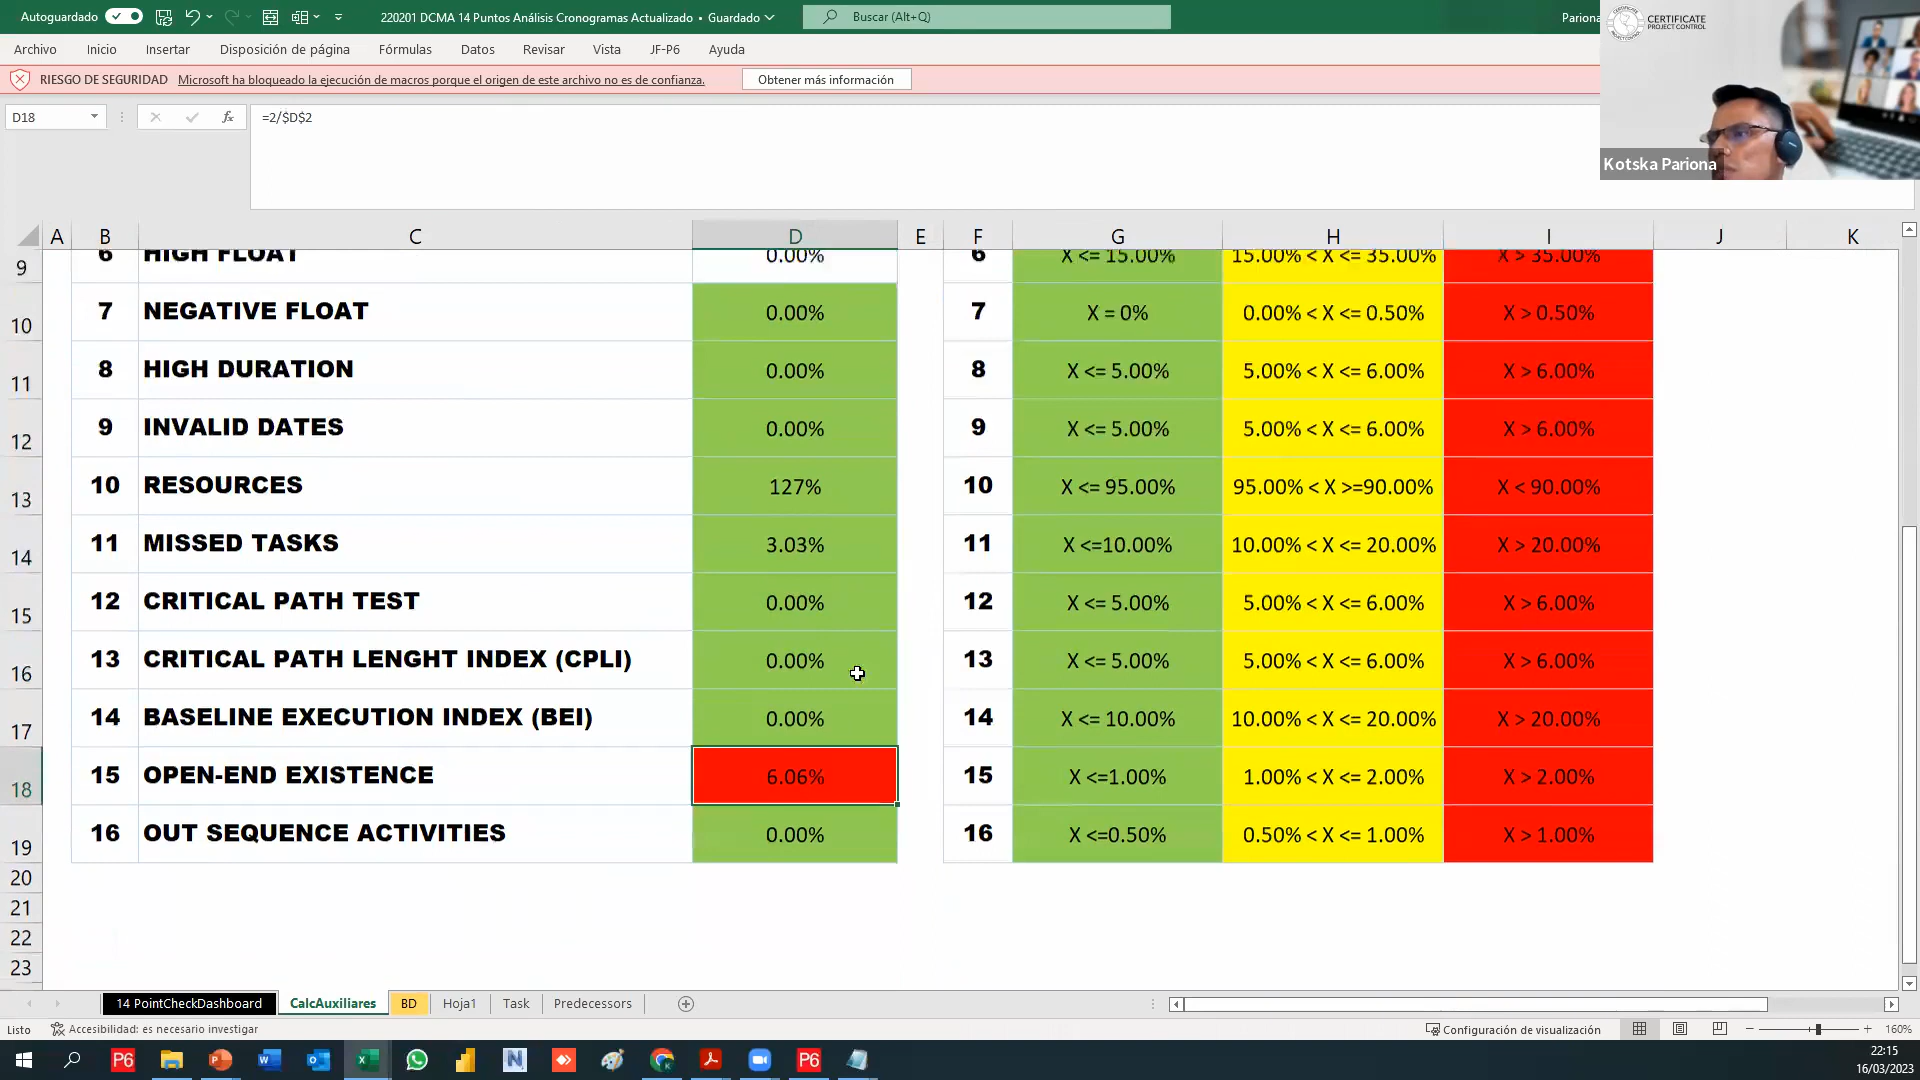 Autoguardado
220201 DCMA 14 Puntos Análisis Cronogramas Actualizado • Guardado
Buscar (Alt+Q)
Pariona
CERTIFICATE
PROJECT CONTROL
Archivo Inicio Insertar Disposición de página Fórmulas Datos Revisar Vista JF-P6 Ayuda
RIESGO DE SEGURIDAD Microsoft ha bloqueado la ejecución de macros porque el origen de este archivo no es de confianza. Obtener más información
D18 fx =2/$D$2
Kotska Pariona
A B C D E F G H I J K
9 6 HIGH FLOAT 0.00% 6 X <= 15.00% 15.00% < X <= 35.00% X > 35.00%
10 7 NEGATIVE FLOAT 0.00% 7 X = 0% 0.00% < X <= 0.50% X > 0.50%
11 8 HIGH DURATION 0.00% 8 X <= 5.00% 5.00% < X <= 6.00% X > 6.00%
12 9 INVALID DATES 0.00% 9 X <= 5.00% 5.00% < X <= 6.00% X > 6.00%
13 10 RESOURCES 127% 10 X <= 95.00% 95.00% < X >=90.00% X < 90.00%
14 11 MISSED TASKS 3.03% 11 X <=10.00% 10.00% < X <= 20.00% X > 20.00%
15 12 CRITICAL PATH TEST 0.00% 12 X <= 5.00% 5.00% < X <= 6.00% X > 6.00%
16 13 CRITICAL PATH LENGHT INDEX (CPLI) 0.00% 13 X <= 5.00% 5.00% < X <= 6.00% X > 6.00%
17 14 BASELINE EXECUTION INDEX (BEI) 0.00% 14 X <= 10.00% 10.00% < X <= 20.00% X > 20.00%
18 15 OPEN-END EXISTENCE 6.06% 15 X <=1.00% 1.00% < X <= 2.00% X > 2.00%
19 16 OUT SEQUENCE ACTIVITIES 0.00% 16 X <=0.50% 0.50% < X <= 1.00% X > 1.00%
20
21
22
23
14 PointCheckDashboard CalcAuxiliares BD Hoja1 Task Predecessors
Listo Accesibilidad: es necesario investigar Configuración de visualización 160%
P6 P6
22:15
16/03/2023